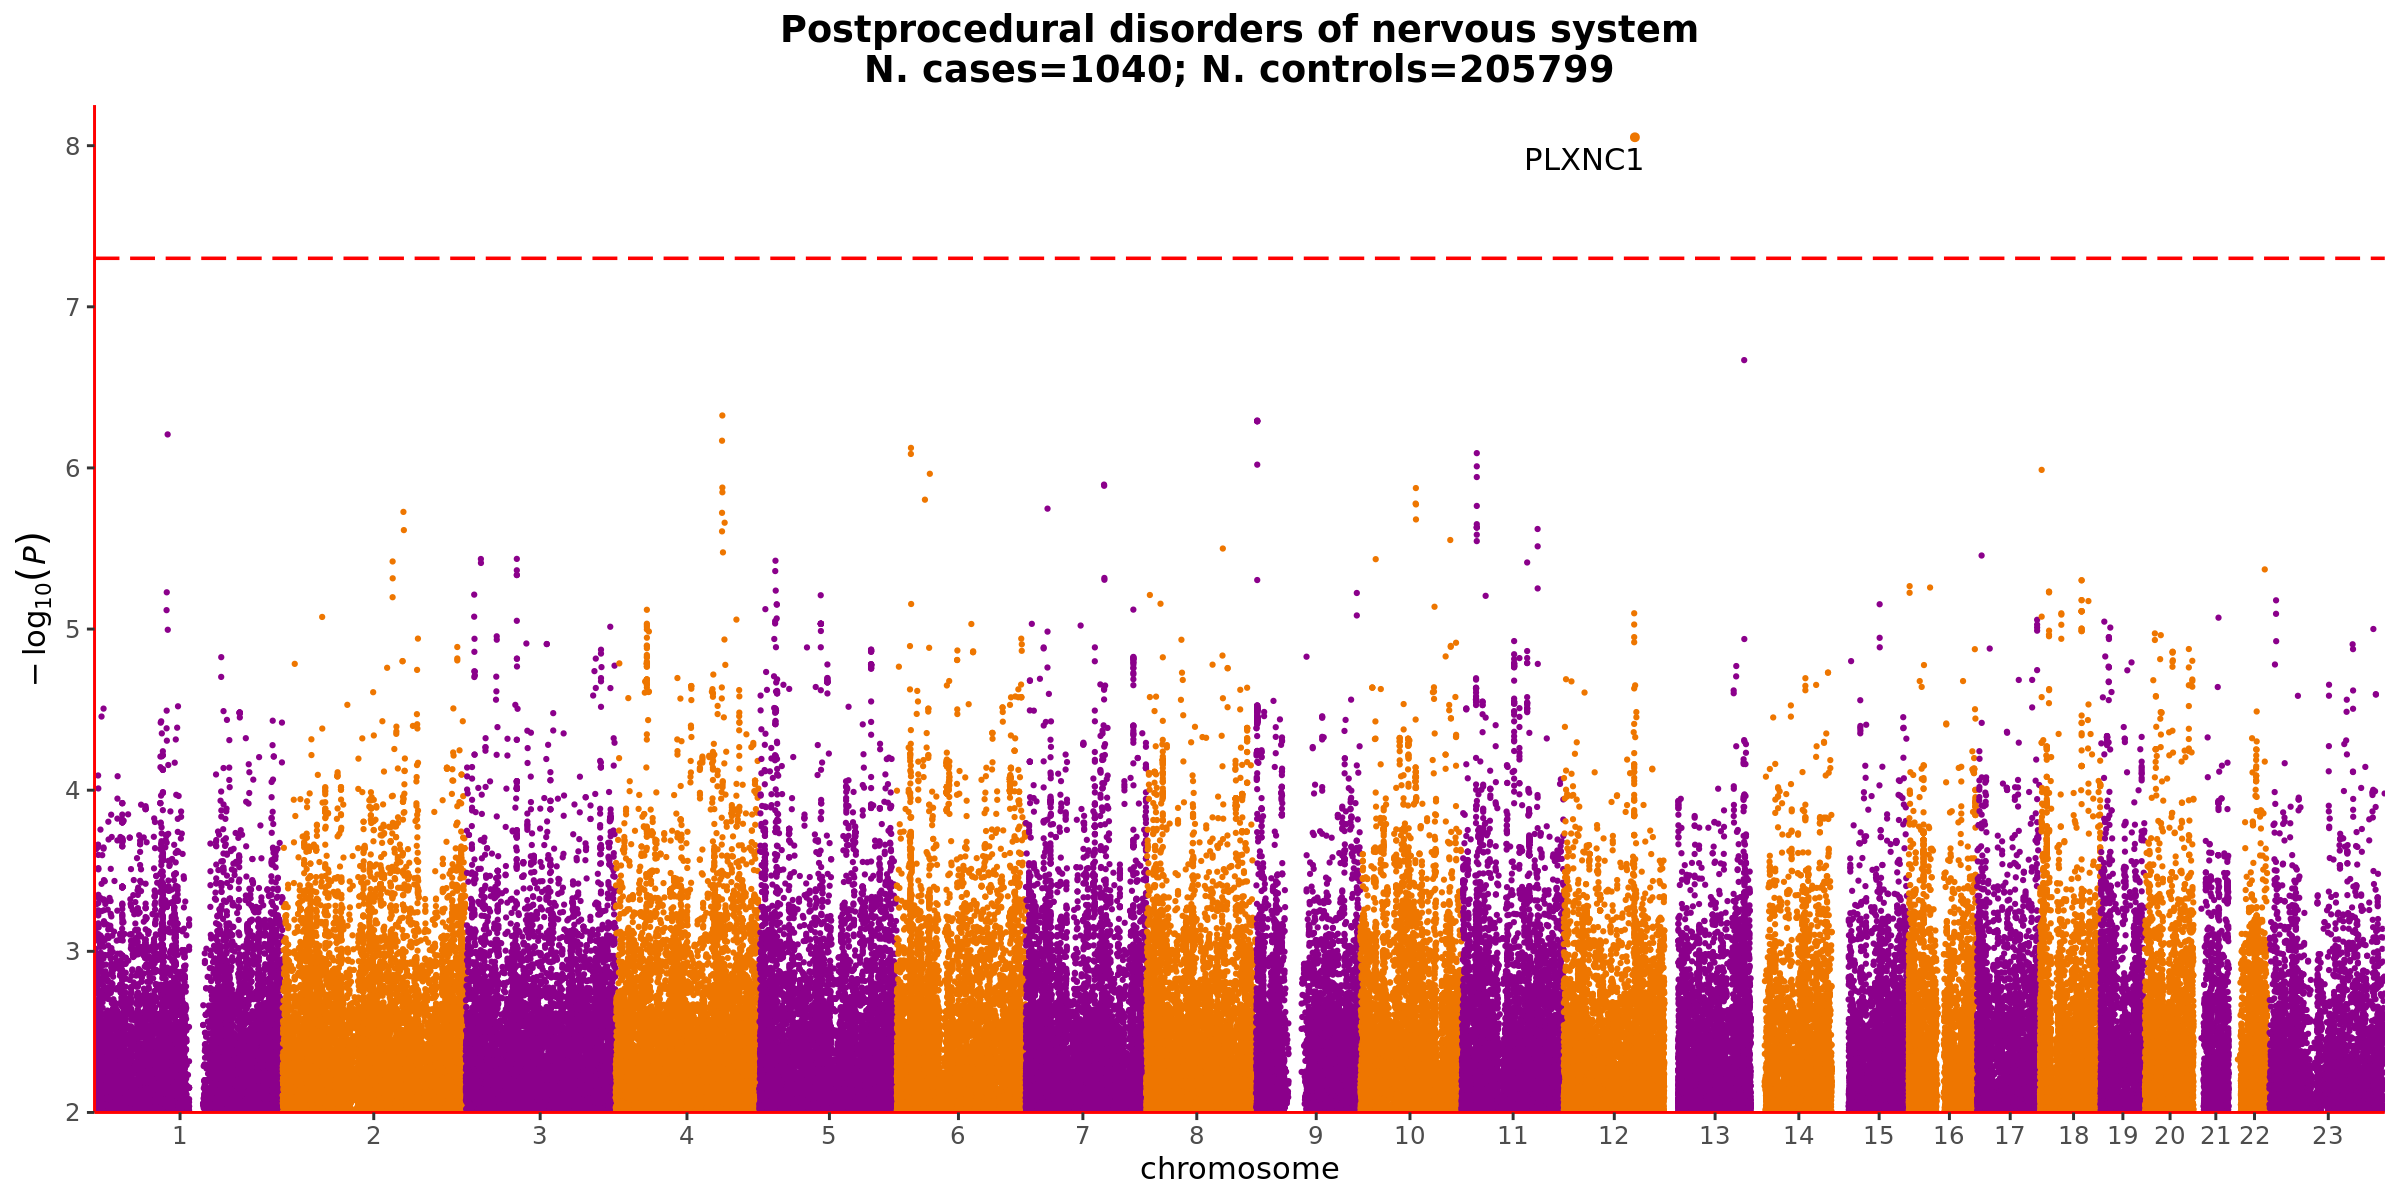 Postprocedural disorders of nervous system
N. cases=1040; N. controls=205799
8
PLXNC1
7
6
5
4
3
2
−log10(P)
1 2 3 4 5 6 7 8 9 10 11 12 13 14 15 16 17 18 19 20 21 22 23
chromosome